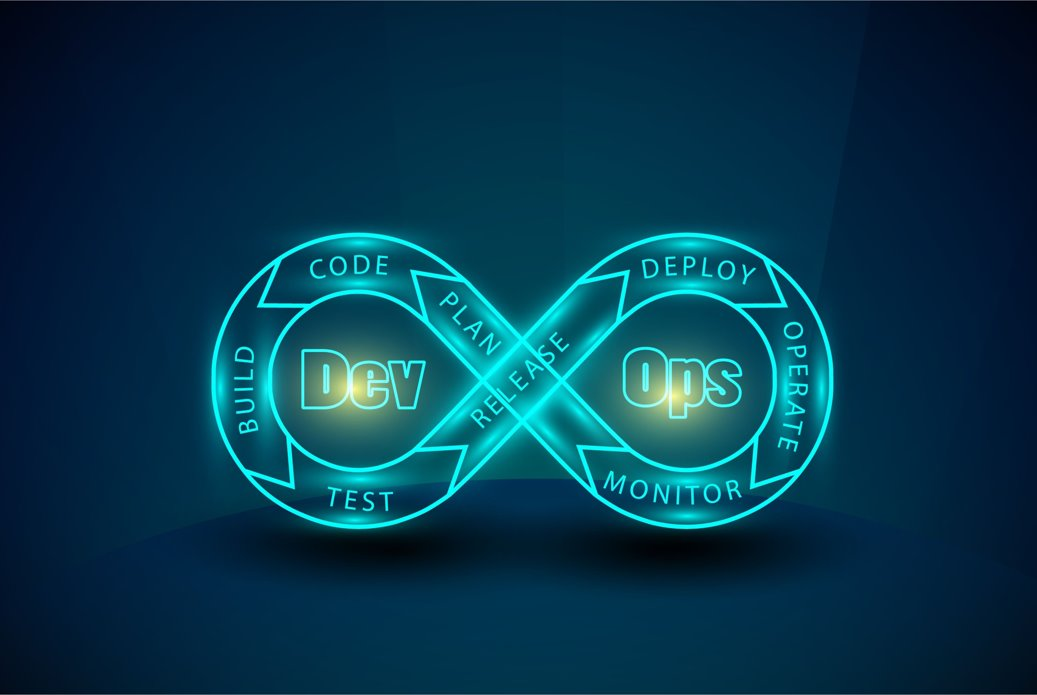 CODE
PLAN
BUILD
Dev
TEST
RELEASE
DEPLOY
OPERATE
Ops
MONITOR